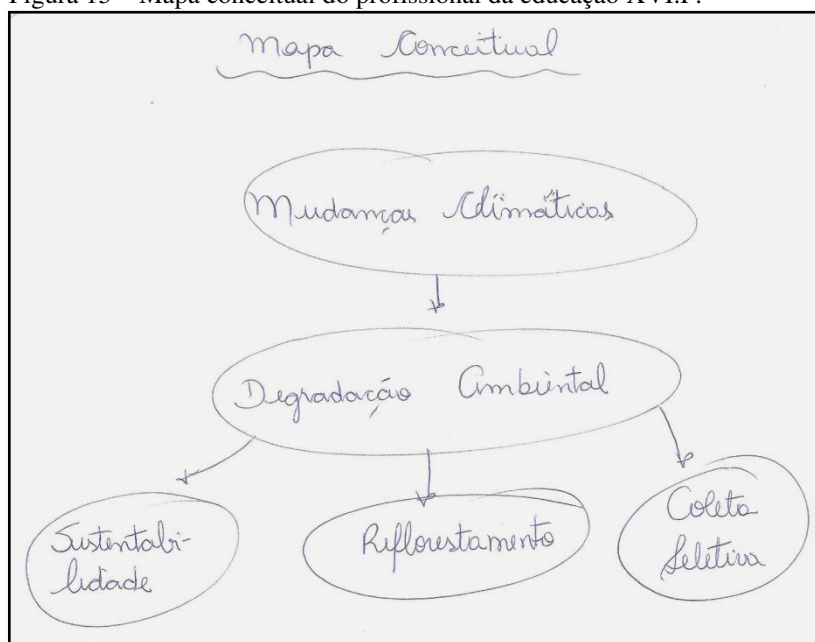 Figura 15 – Mapa conceitual do profissional da educação XVI.P.
Mapa Conceitual
Mudanças Climáticas
Degradação Ambiental
Sustentabi-
lidade
Reflorestamento
Coleta
Seletiva